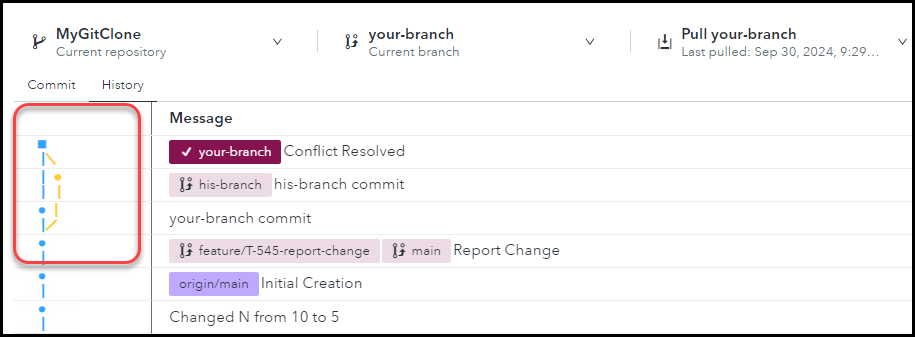 MyGitClone
Current repository
your-branch
Current branch
Pull your-branch
Last pulled: Sep 30, 2024, 9:29...
Commit
History
Message
your-branch Conflict Resolved
his-branch his-branch commit
your-branch commit
feature/T-545-report-change main Report Change
origin/main Initial Creation
Changed N from 10 to 5